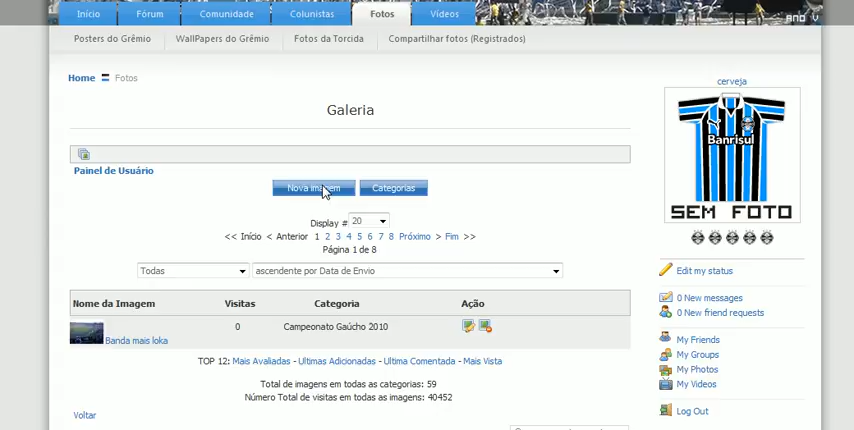 Início Fórum Comunidade Colunistas Fotos Vídeos
Posters do Grêmio WallPapers do Grêmio Fotos da Torcida Compartilhar fotos (Registrados)
Home Fotos
Galeria
Painel de Usuário
Nova imagem Categorias
Display # 20
<< Início < Anterior 1 2 3 4 5 6 7 8 Próximo > Fim >>
Página 1 de 8
Todas ascendente por Data de Envio
Nome da Imagem Visitas Categoria Ação
Banda mais loka 0 Campeonato Gaúcho 2010
TOP 12: Mais Avaliadas - Ultimas Adicionadas - Ultima Comentada - Mais Vista
Total de imagens em todas as categorias: 59
Número Total de visitas em todas as imagens: 40452
Voltar
cerveja
Banrisul
SEM FOTO
Edit my status
0 New messages
0 New friend requests
My Friends
My Groups
My Photos
My Videos
Log Out